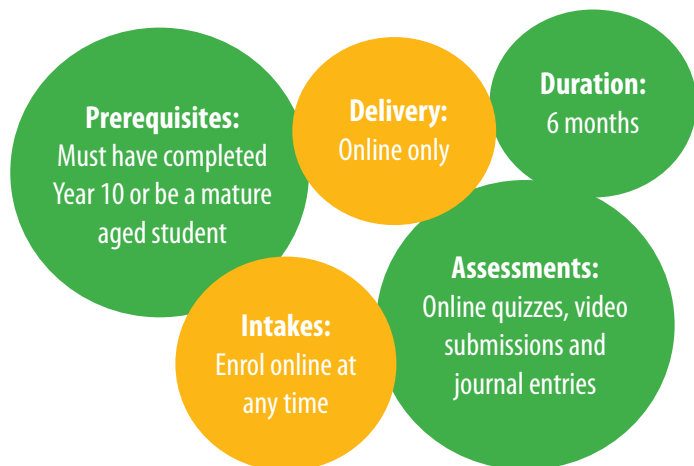 Prerequisites:
Must have completed
Year 10 or be a mature
aged student
Delivery:
Online only
Duration:
6 months
Intakes:
Enrol online at
any time
Assessments:
Online quizzes, video
submissions and
journal entries